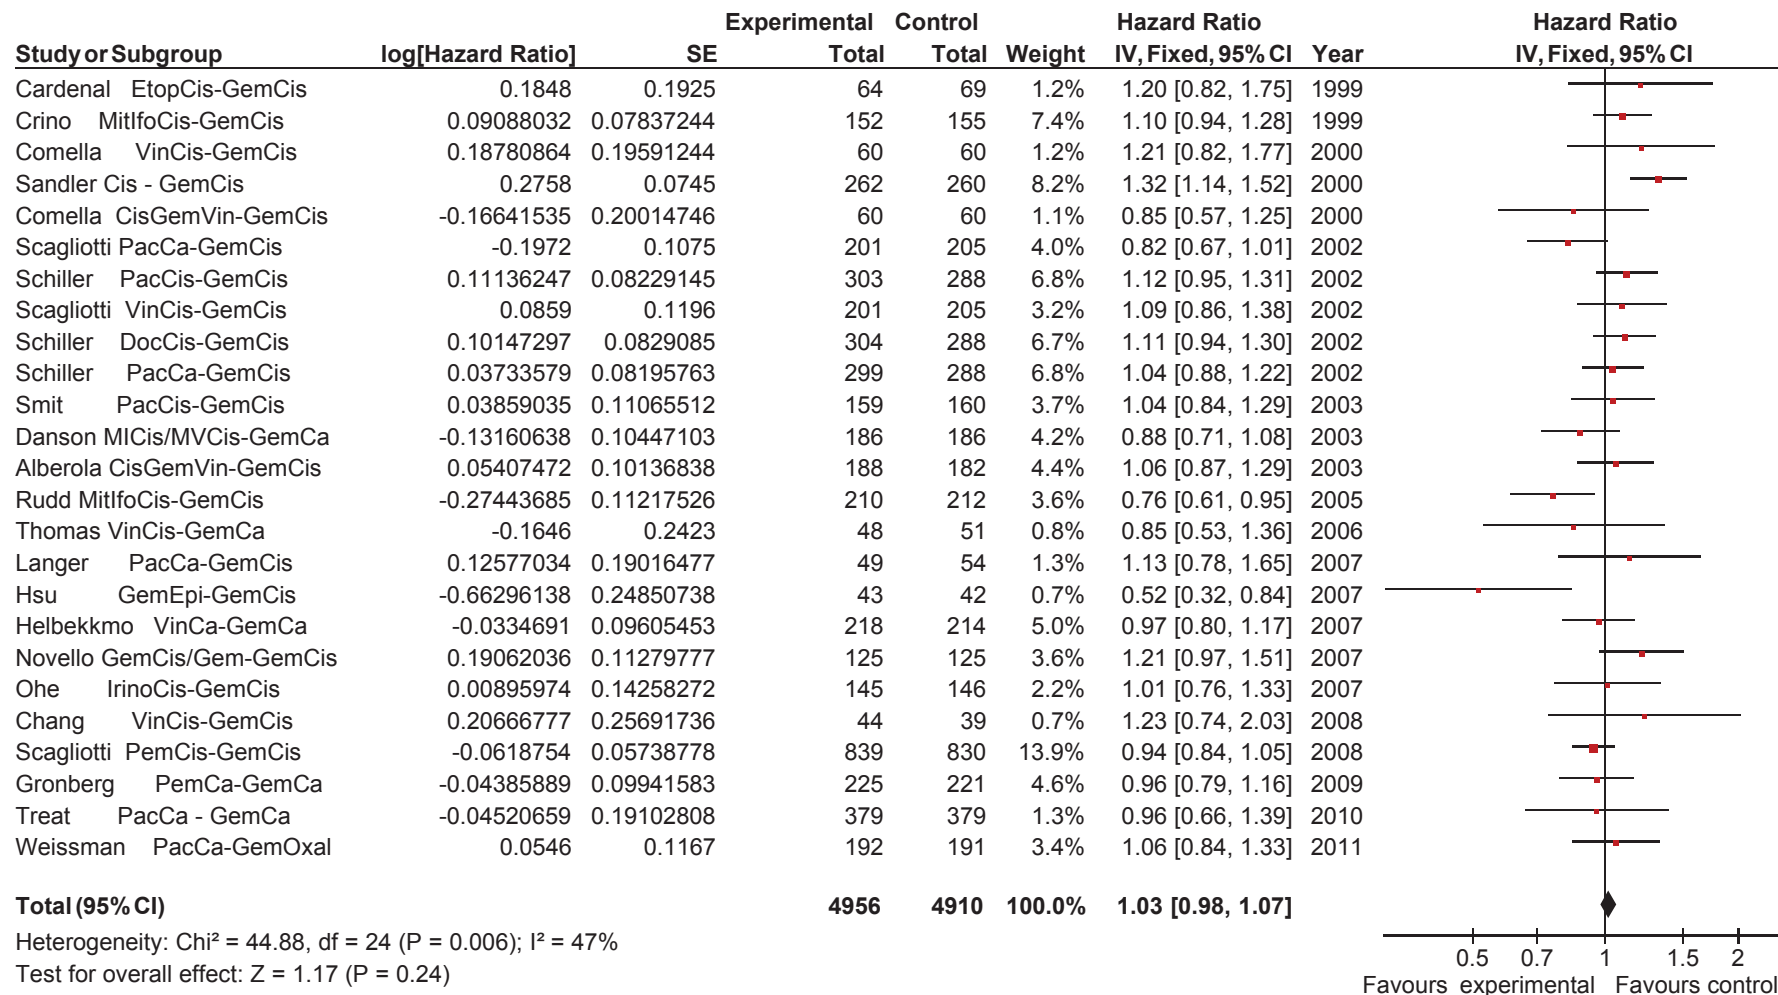 Experimental Control Hazard Ratio Hazard Ratio
Study or Subgroup log[Hazard Ratio] SE Total Total Weight IV, Fixed, 95% CI Year IV, Fixed, 95% CI
Cardenal EtopCis-GemCis 0.1848 0.1925 64 69 1.2% 1.20 [0.82, 1.75] 1999
Crino MitIfoCis-GemCis 0.09088032 0.07837244 152 155 7.4% 1.10 [0.94, 1.28] 1999
Comella VinCis-GemCis 0.18780864 0.19591244 60 60 1.2% 1.21 [0.82, 1.77] 2000
Sandler Cis - GemCis 0.2758 0.0745 262 260 8.2% 1.32 [1.14, 1.52] 2000
Comella CisGemVin-GemCis -0.16641535 0.20014746 60 60 1.1% 0.85 [0.57, 1.25] 2000
Scagliotti PacCa-GemCis -0.1972 0.1075 201 205 4.0% 0.82 [0.67, 1.01] 2002
Schiller PacCis-GemCis 0.11136247 0.08229145 303 288 6.8% 1.12 [0.95, 1.31] 2002
Scagliotti VinCis-GemCis 0.0859 0.1196 201 205 3.2% 1.09 [0.86, 1.38] 2002
Schiller DocCis-GemCis 0.10147297 0.0829085 304 288 6.7% 1.11 [0.94, 1.30] 2002
Schiller PacCa-GemCis 0.03733579 0.08195763 299 288 6.8% 1.04 [0.88, 1.22] 2002
Smit PacCis-GemCis 0.03859035 0.11065512 159 160 3.7% 1.04 [0.84, 1.29] 2003
Danson MICis/MVCis-GemCa -0.13160638 0.10447103 186 186 4.2% 0.88 [0.71, 1.08] 2003
Alberola CisGemVin-GemCis 0.05407472 0.10136838 188 182 4.4% 1.06 [0.87, 1.29] 2003
Rudd MitIfoCis-GemCis -0.27443685 0.11217526 210 212 3.6% 0.76 [0.61, 0.95] 2005
Thomas VinCis-GemCa -0.1646 0.2423 48 51 0.8% 0.85 [0.53, 1.36] 2006
Langer PacCa-GemCis 0.12577034 0.19016477 49 54 1.3% 1.13 [0.78, 1.65] 2007
Hsu GemEpi-GemCis -0.66296138 0.24850738 43 42 0.7% 0.52 [0.32, 0.84] 2007
Helbekkmo VinCa-GemCa -0.0334691 0.09605453 218 214 5.0% 0.97 [0.80, 1.17] 2007
Novello GemCis/Gem-GemCis 0.19062036 0.11279777 125 125 3.6% 1.21 [0.97, 1.51] 2007
Ohe IrinoCis-GemCis 0.00895974 0.14258272 145 146 2.2% 1.01 [0.76, 1.33] 2007
Chang VinCis-GemCis 0.20666777 0.25691736 44 39 0.7% 1.23 [0.74, 2.03] 2008
Scagliotti PemCis-GemCis -0.0618754 0.05738778 839 830 13.9% 0.94 [0.84, 1.05] 2008
Gronberg PemCa-GemCa -0.04385889 0.09941583 225 221 4.6% 0.96 [0.79, 1.16] 2009
Treat PacCa - GemCa -0.04520659 0.19102808 379 379 1.3% 0.96 [0.66, 1.39] 2010
Weissman PacCa-GemOxal 0.0546 0.1167 192 191 3.4% 1.06 [0.84, 1.33] 2011
Total (95% CI) 4956 4910 100.0% 1.03 [0.98, 1.07]
Heterogeneity: Chi² = 44.88, df = 24 (P = 0.006); I² = 47%
Test for overall effect: Z = 1.17 (P = 0.24)
0.5 0.7 1 1.5 2
Favours experimental Favours control